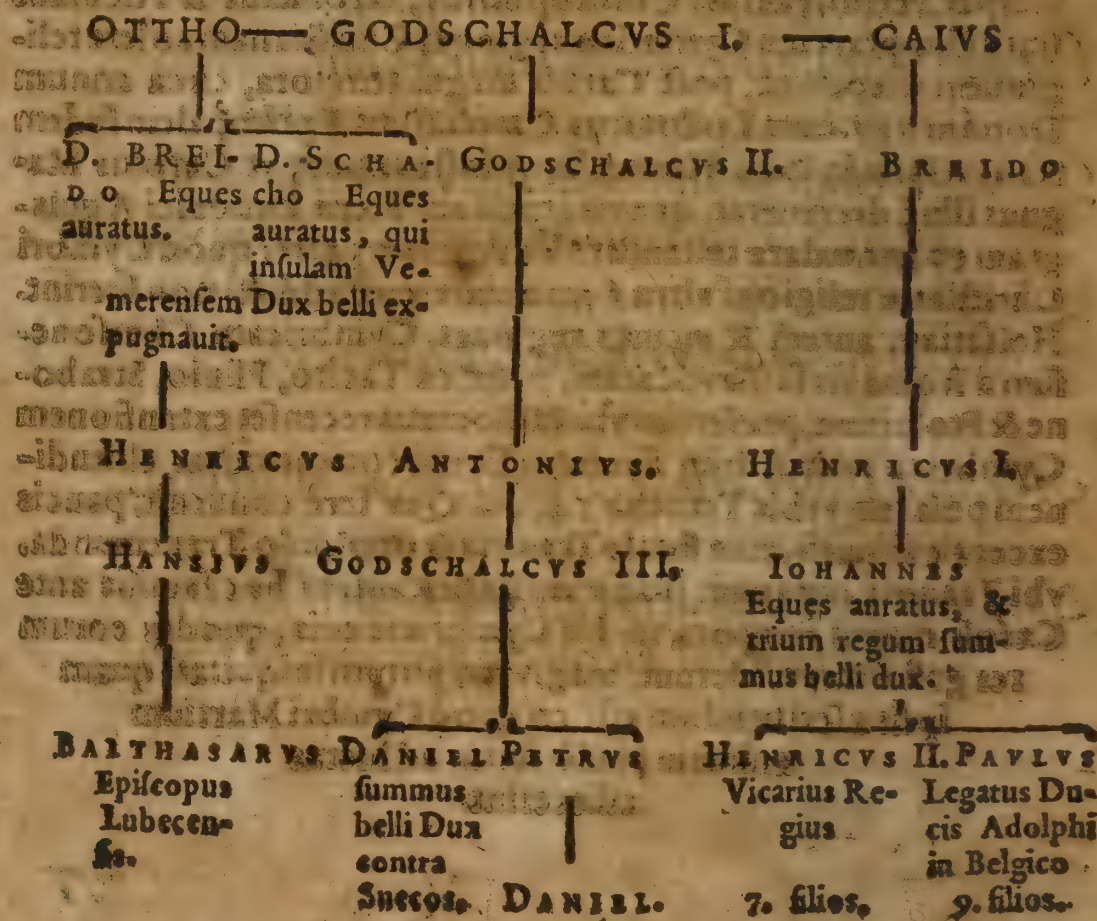 OTTHO — GODSCHALCVS I. — CAIVS
D. BREI- D. SCHA- GODSCHALCVS II. BREIDO
DO Eques cho Eques
auratus. auratus, qui
inſulam Ve-
merenſem Dux belli ex-
pugnauit.
HENRICVS ANTONIVS. HENRICVS I.
HANSIVS GODSCHALCVS III. IOHANNES
Eques anratus, &
trium regum ſum-
mus belli dux.
BALTHASARVS DANIEL PETRVS HENRICVS II. PAVLVS
Epiſcopus ſummus Vicarius Re- Legatus Du-
Lubecen- belli Dux gius cis Adolphi
ſis. contra in Belgico
Suecos. DANIEL. 7. filios. 9. filios.